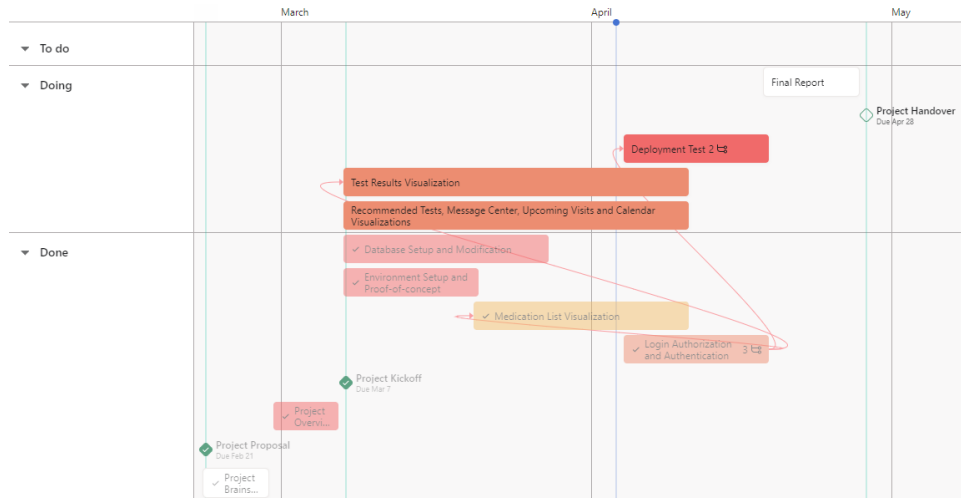 March
April
May
To do
Doing
Final Report
Project Handover
Due Apr 28
Deployment Test 2
Test Results Visualization
Recommended Tests, Message Center, Upcoming Visits and Calendar
Visualizations
Done
Database Setup and Modification
Environment Setup and
Proof-of-concept
Medication List Visualization
Login Authorization
and Authentication
3
Project Kickoff
Due Mar 7
Project
Overvi...
Project Proposal
Due Feb 21
Project
Brains...